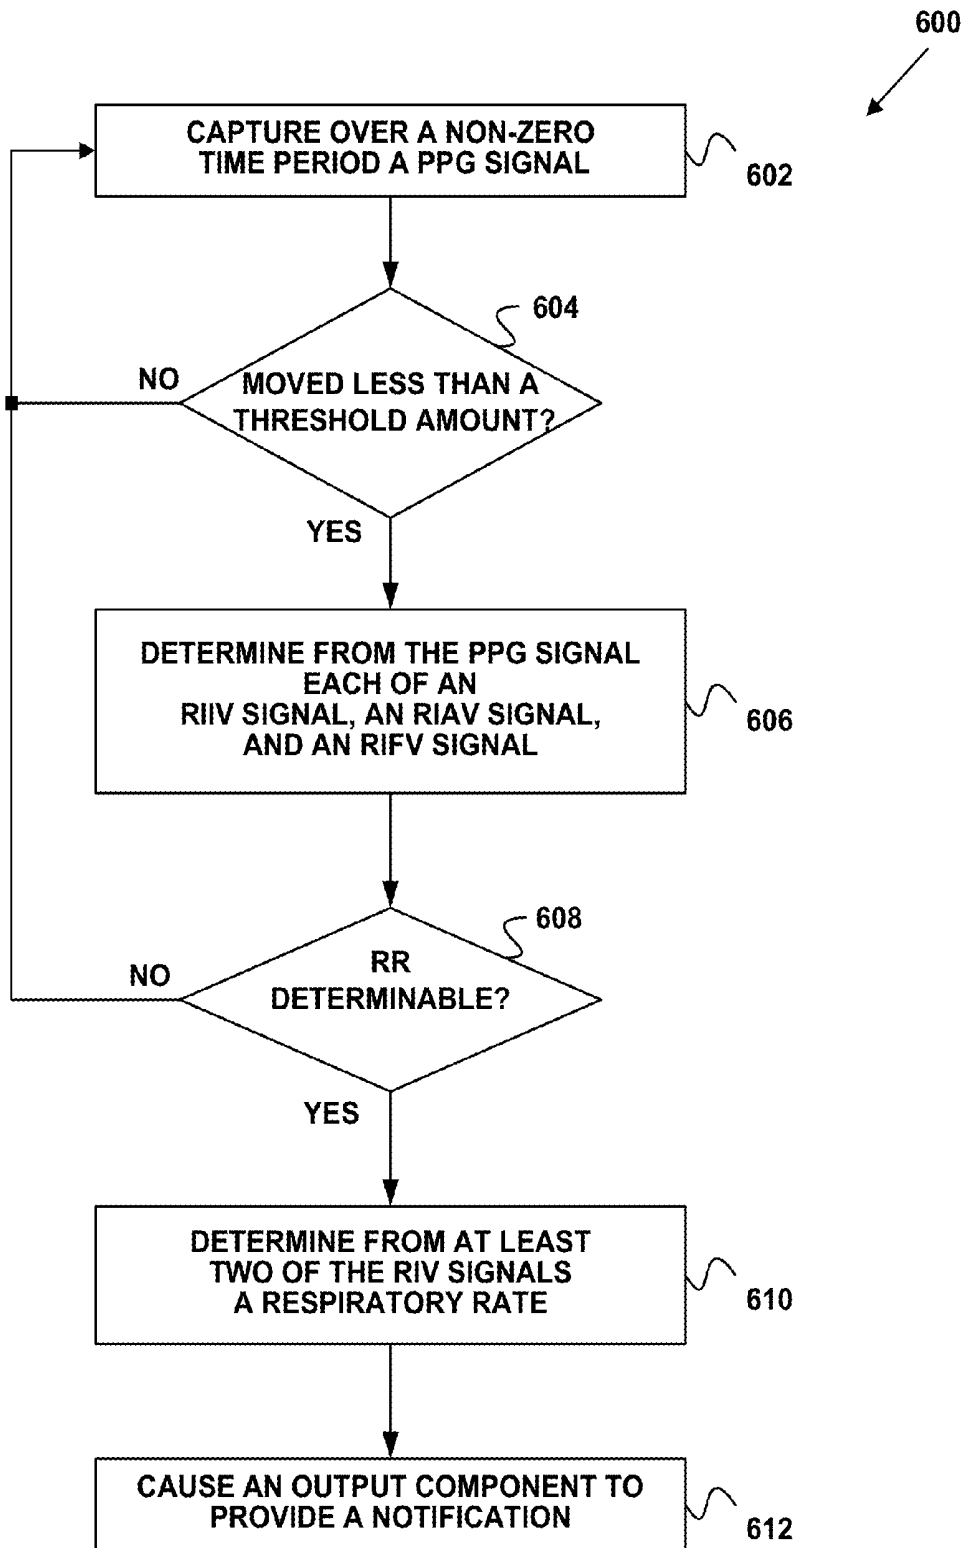 600
CAPTURE OVER A NON-ZERO
TIME PERIOD A PPG SIGNAL
602
604
NO
MOVED LESS THAN A
THRESHOLD AMOUNT?
YES
DETERMINE FROM THE PPG SIGNAL
EACH OF AN
RIIV SIGNAL, AN RIAV SIGNAL,
AND AN RIFV SIGNAL
606
608
NO
RR
DETERMINABLE?
YES
DETERMINE FROM AT LEAST
TWO OF THE RIV SIGNALS
A RESPIRATORY RATE
610
CAUSE AN OUTPUT COMPONENT TO
PROVIDE A NOTIFICATION
612